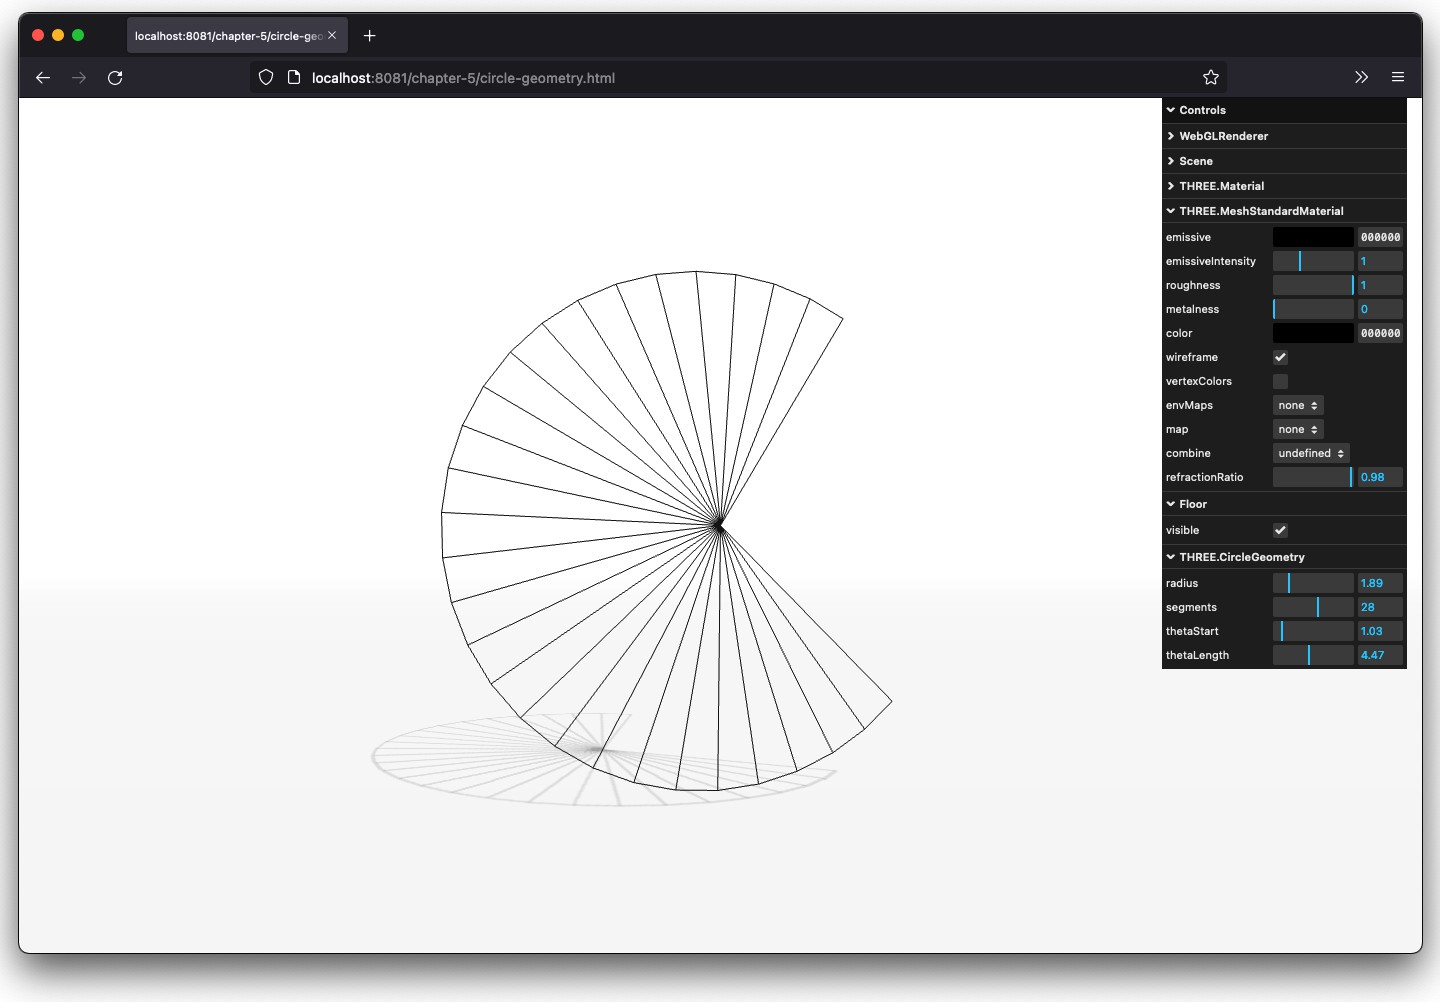 localhost:8081/chapter-5/circle-geo
localhost:8081/chapter-5/circle-geometry.html
Controls
WebGLRenderer
Scene
THREE.Material
THREE.MeshStandardMaterial
emissive 000000
emissiveIntensity 1
roughness 1
metalness 0
color 000000
wireframe
vertexColors
envMaps none
map none
combine undefined
refractionRatio 0.98
Floor
visible
THREE.CircleGeometry
radius 1.89
segments 28
thetaStart 1.03
thetaLength 4.47